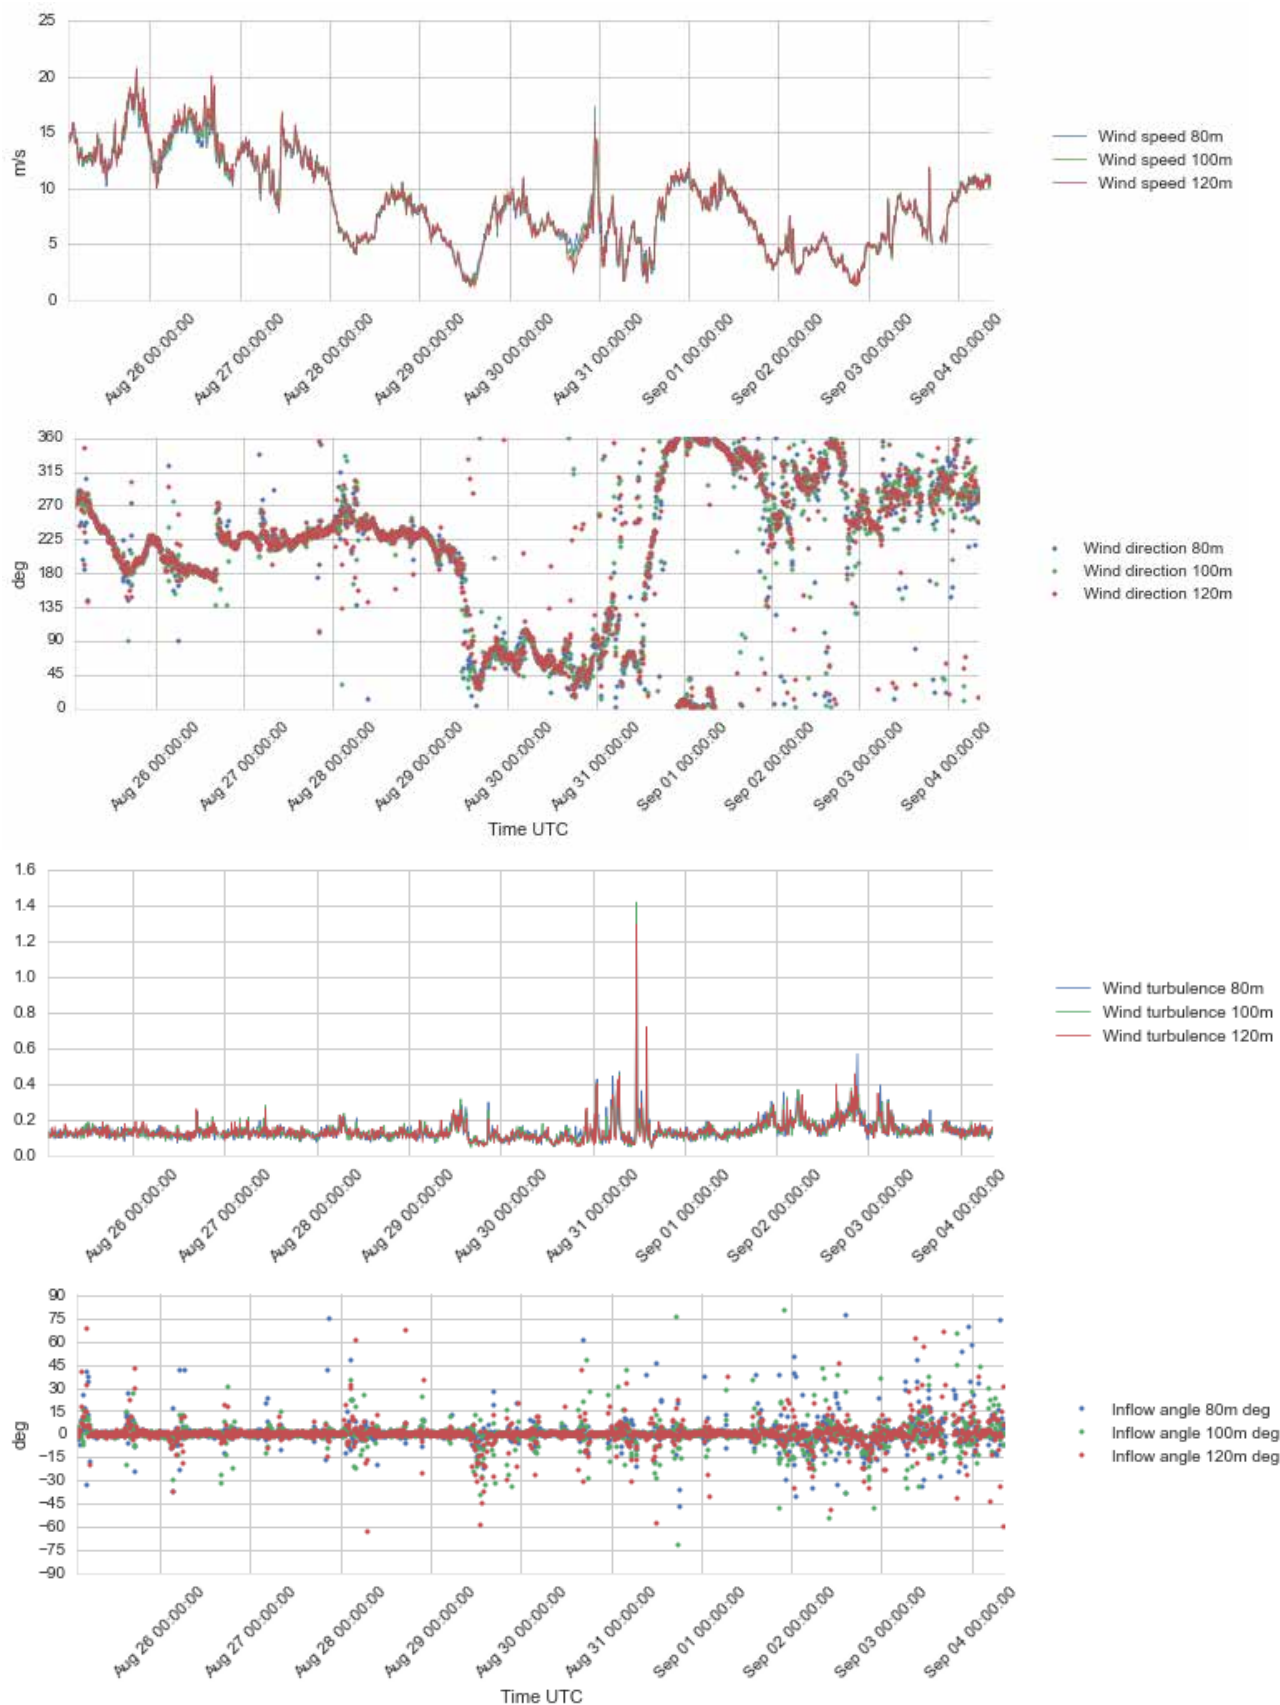 25
20
15
10
5
0
m/s
Wind speed 80m
Wind speed 100m
Wind speed 120m
Aug 26 00:00:00
Aug 27 00:00:00
Aug 28 00:00:00
Aug 29 00:00:00
Aug 30 00:00:00
Aug 31 00:00:00
Sep 01 00:00:00
Sep 02 00:00:00
Sep 03 00:00:00
Sep 04 00:00:00
360
315
270
225
180
135
90
45
0
deg
Wind direction 80m
Wind direction 100m
Wind direction 120m
Aug 26 00:00:00
Aug 27 00:00:00
Aug 28 00:00:00
Aug 29 00:00:00
Aug 30 00:00:00
Aug 31 00:00:00
Sep 01 00:00:00
Sep 02 00:00:00
Sep 03 00:00:00
Sep 04 00:00:00
Time UTC
1.6
1.4
1.2
1.0
0.8
0.6
0.4
0.2
0.0
Wind turbulence 80m
Wind turbulence 100m
Wind turbulence 120m
Aug 26 00:00:00
Aug 27 00:00:00
Aug 28 00:00:00
Aug 29 00:00:00
Aug 30 00:00:00
Aug 31 00:00:00
Sep 01 00:00:00
Sep 02 00:00:00
Sep 03 00:00:00
Sep 04 00:00:00
90
75
60
45
30
15
0
−15
−30
−45
−60
−75
−90
deg
Inflow angle 80m deg
Inflow angle 100m deg
Inflow angle 120m deg
Aug 26 00:00:00
Aug 27 00:00:00
Aug 28 00:00:00
Aug 29 00:00:00
Aug 30 00:00:00
Aug 31 00:00:00
Sep 01 00:00:00
Sep 02 00:00:00
Sep 03 00:00:00
Sep 04 00:00:00
Time UTC